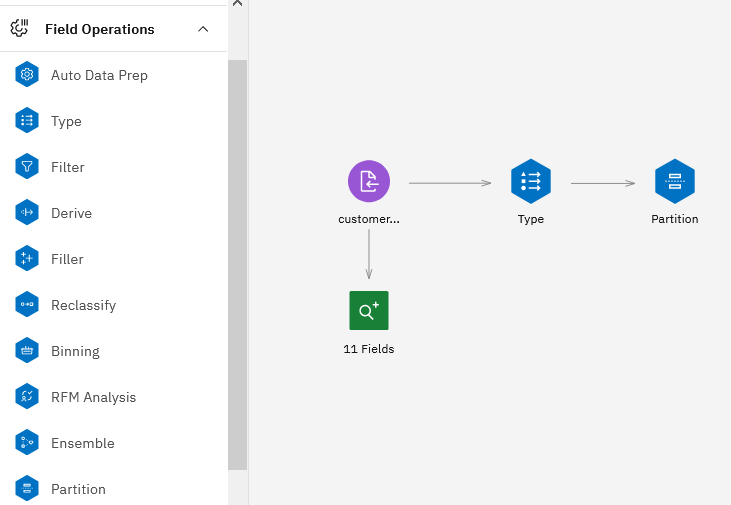 Field Operations
Auto Data Prep
Type
Filter
Derive
Filler
Reclassify
Binning
RFM Analysis
Ensemble
Partition
customer...
Type
Partition
11 Fields